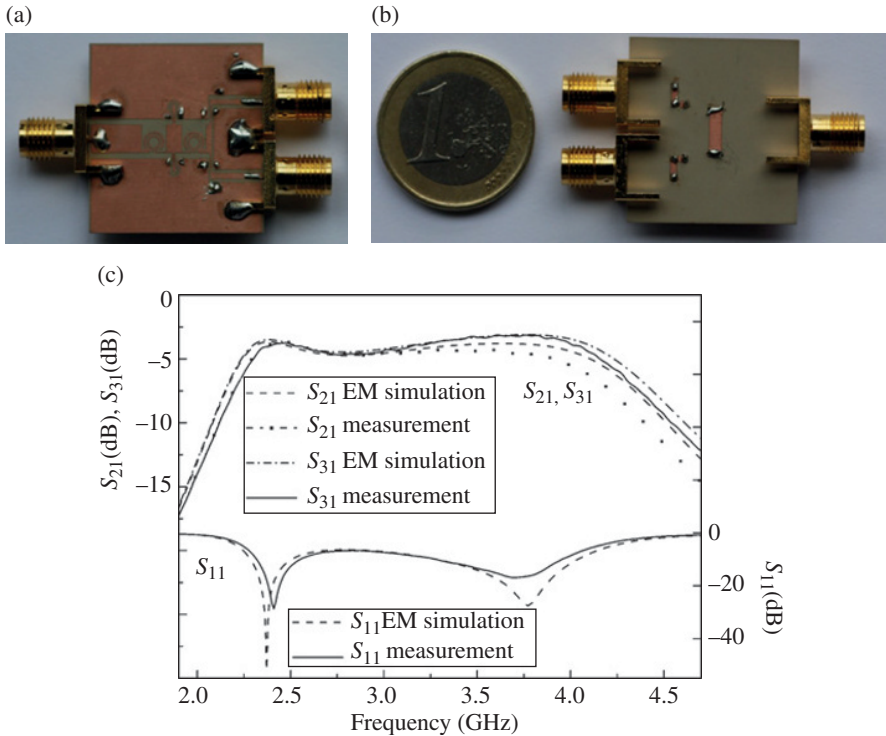 (a)
(b)
1
(c)
0
−5
−10
−15
S21(dB), S31(dB)
S21 EM simulation
S21 measurement
S31 EM simulation
S31 measurement
S21, S31
S11
0
−20
−40
S11(dB)
S11 EM simulation
S11 measurement
2.0 2.5 3.0 3.5 4.0 4.5
Frequency (GHz)